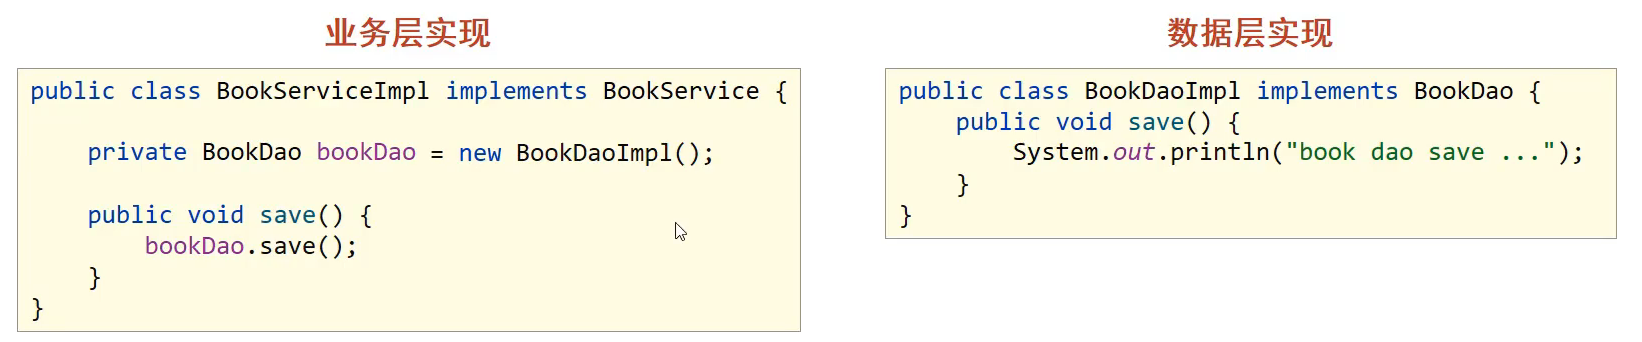 业务层实现
public class BookServiceImpl implements BookService {
    private BookDao bookDao = new BookDaoImpl();
    public void save() {
        bookDao.save();
    }
}
数据层实现
public class BookDaoImpl implements BookDao {
    public void save() {
        System.out.println("book dao save ...");
    }
}